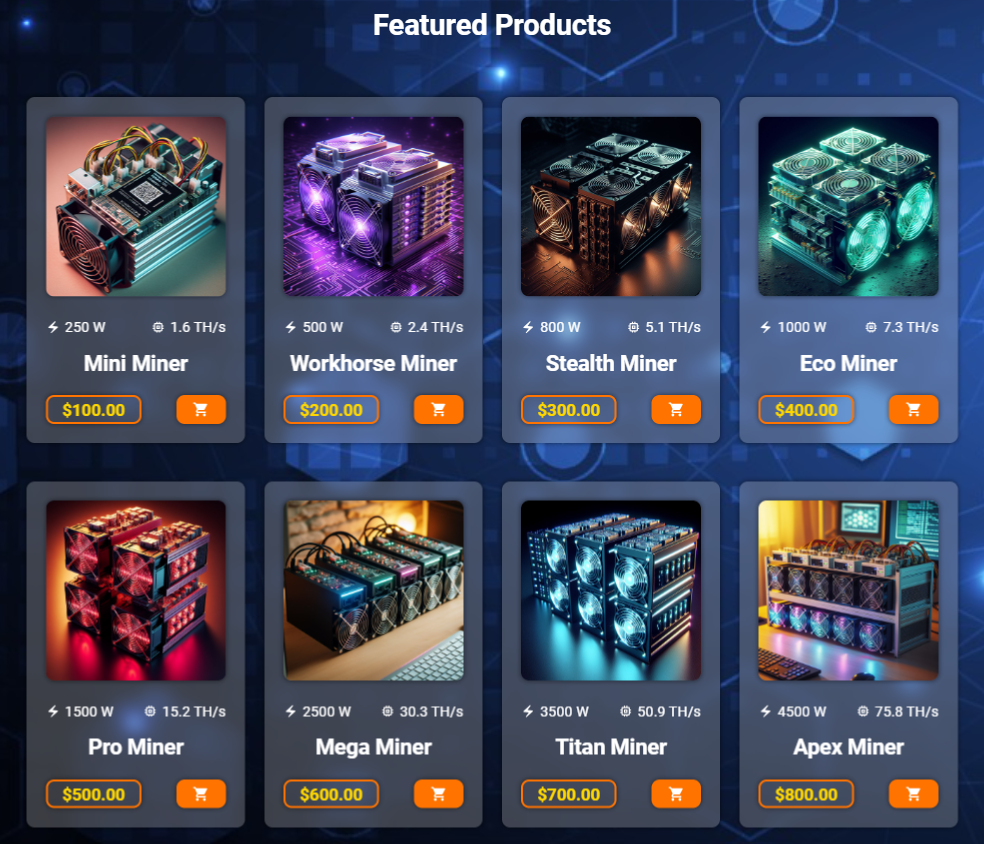 Featured Products
250 W 1.6 TH/s
Mini Miner
$100.00
500 W 2.4 TH/s
Workhorse Miner
$200.00
800 W 5.1 TH/s
Stealth Miner
$300.00
1000 W 7.3 TH/s
Eco Miner
$400.00
1500 W 15.2 TH/s
Pro Miner
$500.00
2500 W 30.3 TH/s
Mega Miner
$600.00
3500 W 50.9 TH/s
Titan Miner
$700.00
4500 W 75.8 TH/s
Apex Miner
$800.00